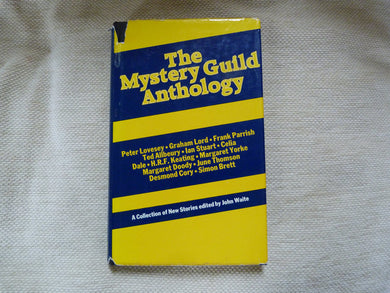 The
Mystery Guild
Anthology
Peter Lovesey • Graham Lord • Frank Parrish
Ted Allbeury • Ian Stuart • Celia
Dale • H.R.F. Keating • Margaret Yorke
Margaret Doody • June Thomson
Desmond Cory • Simon Brett
A Collection of New Stories edited by John Waite